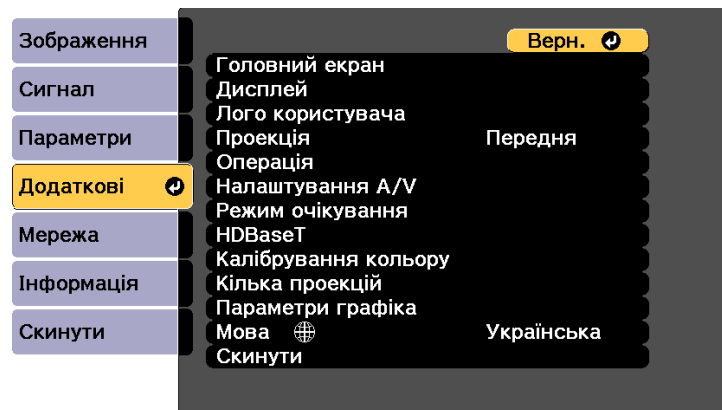 Зображення
Сигнал
Параметри
Додаткові
Мережа
Інформація
Скинути
Верн.
Головний екран
Дисплей
Лого користувача
Проекція Передня
Операція
Налаштування A/V
Режим очікування
HDBaseT
Калібрування кольору
Кілька проекцій
Параметри графіка
Мова Українська
Скинути